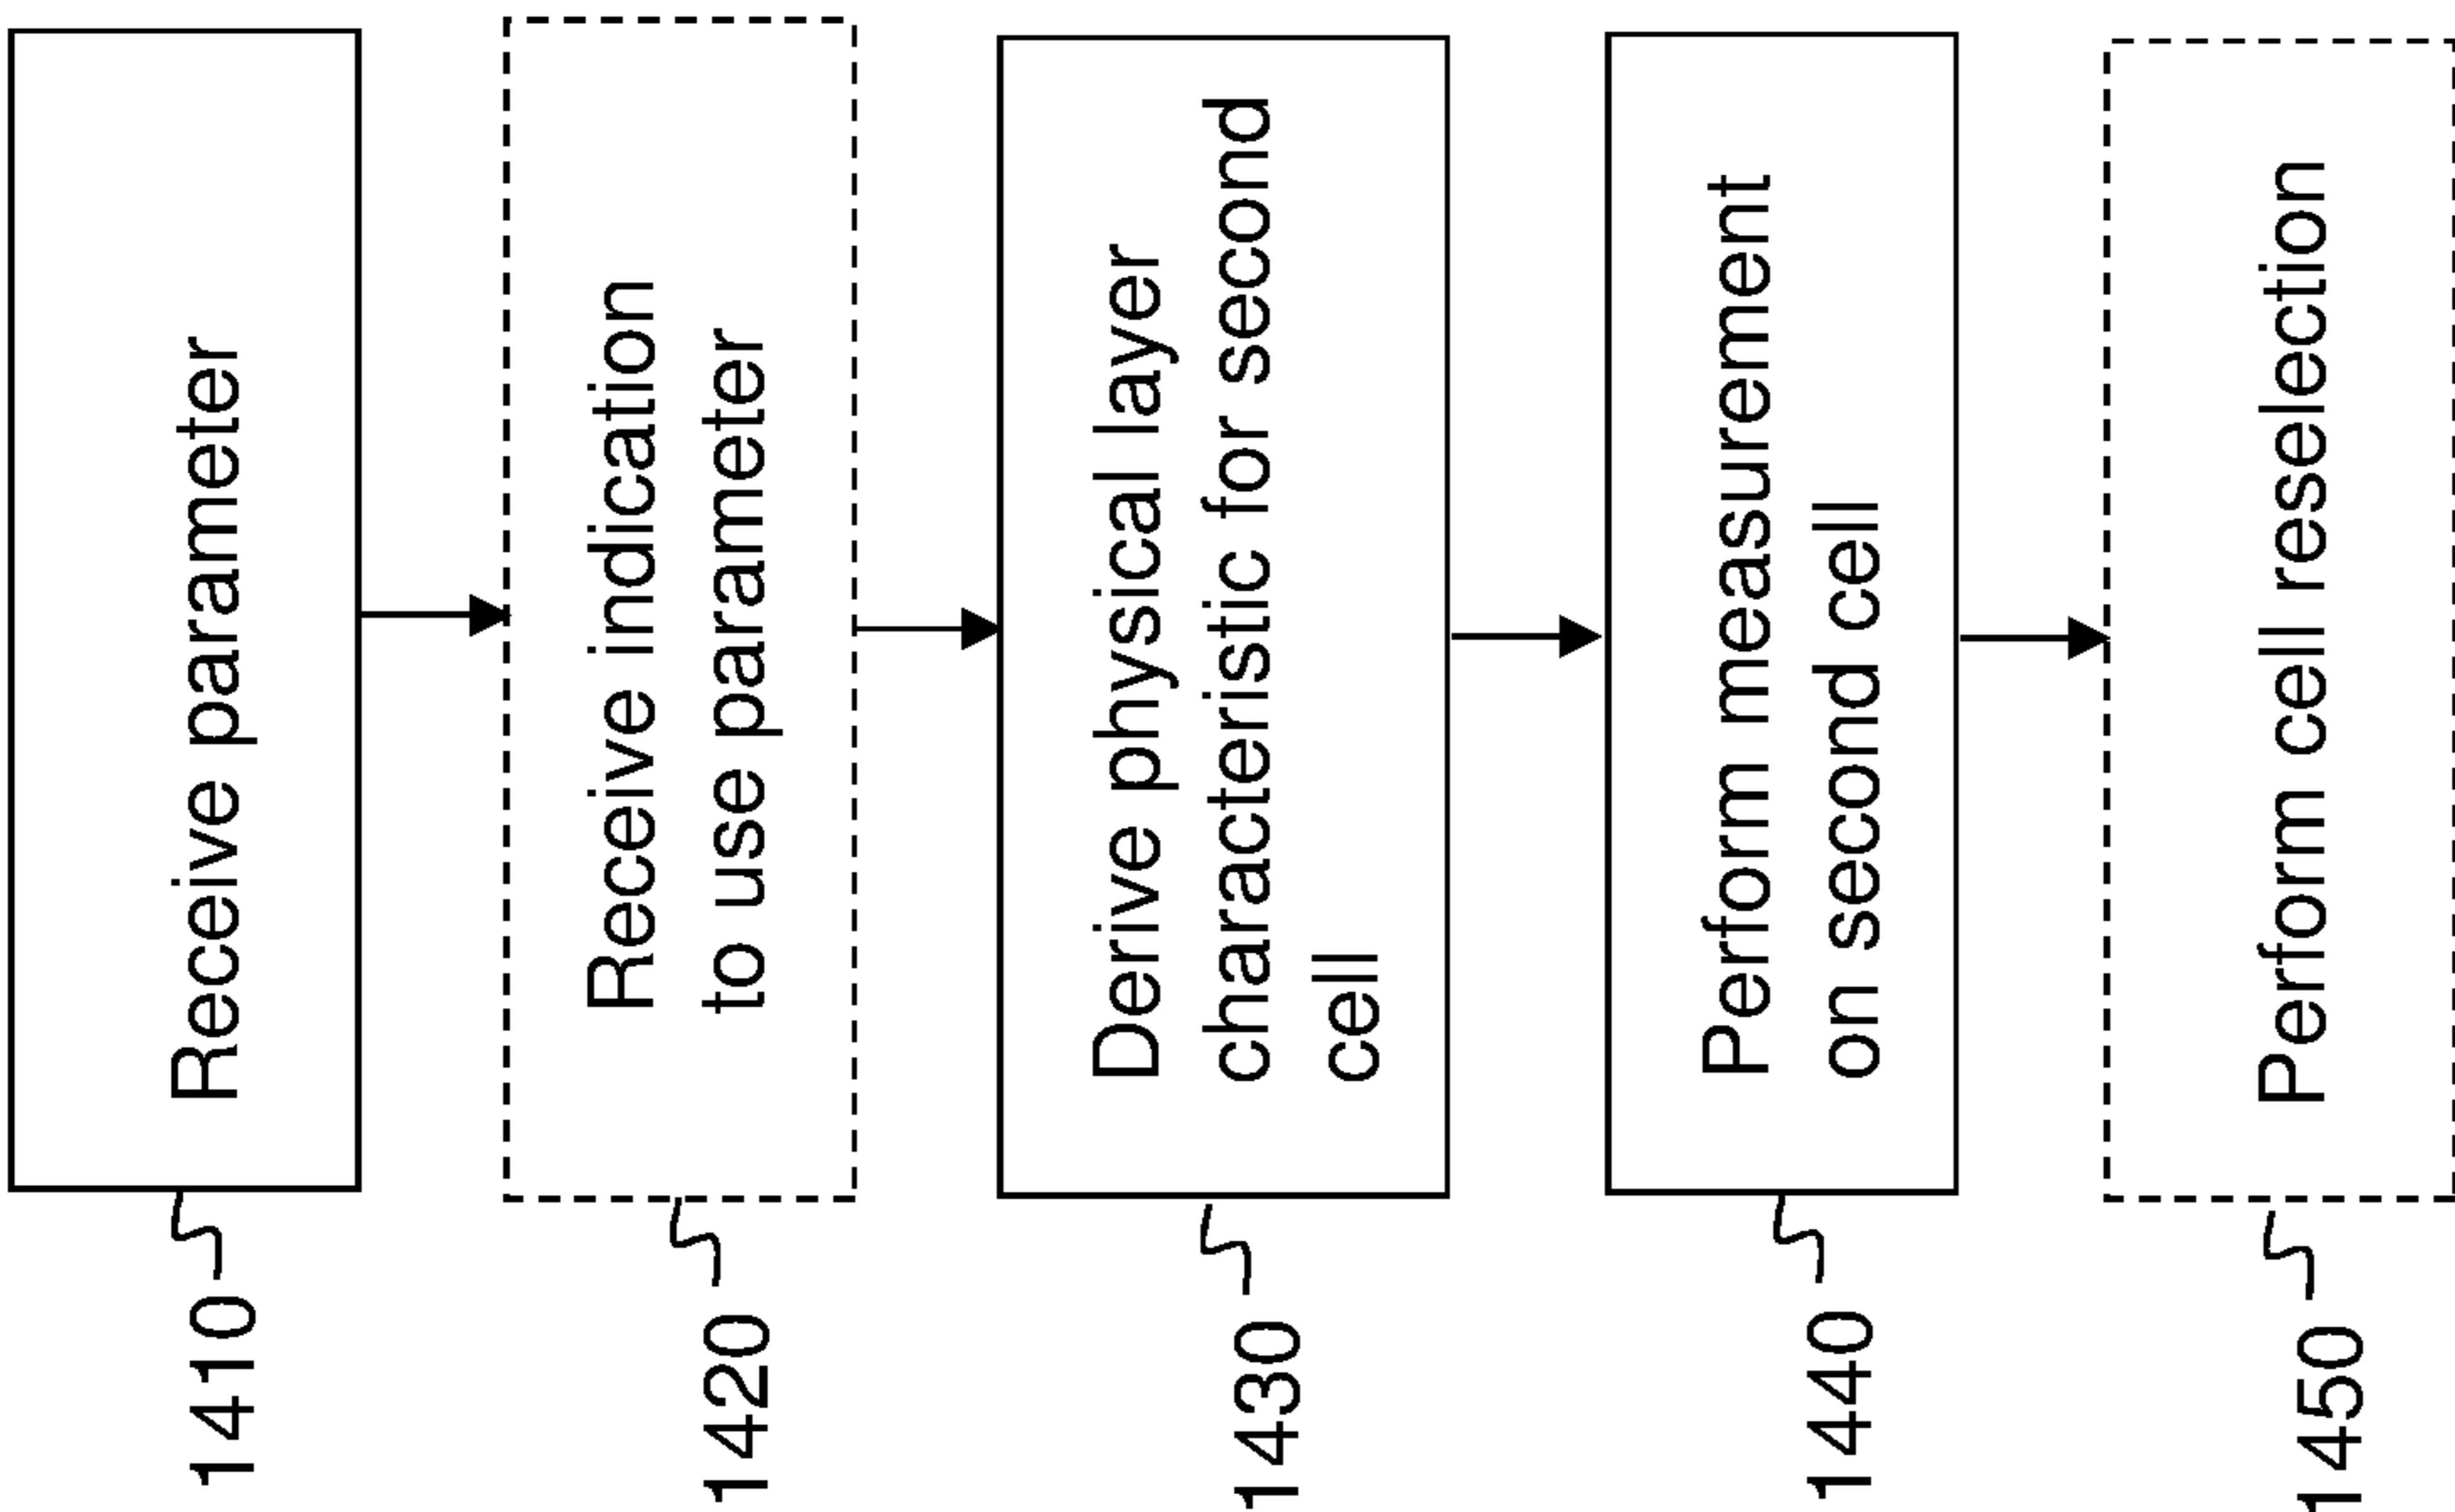 1410
Receive parameter
1420
Receive indication
to use parameter
1430
Derive physical layer
characteristic for second
cell
1440
Perform measurement
on second cell
1450
Perform cell reselection